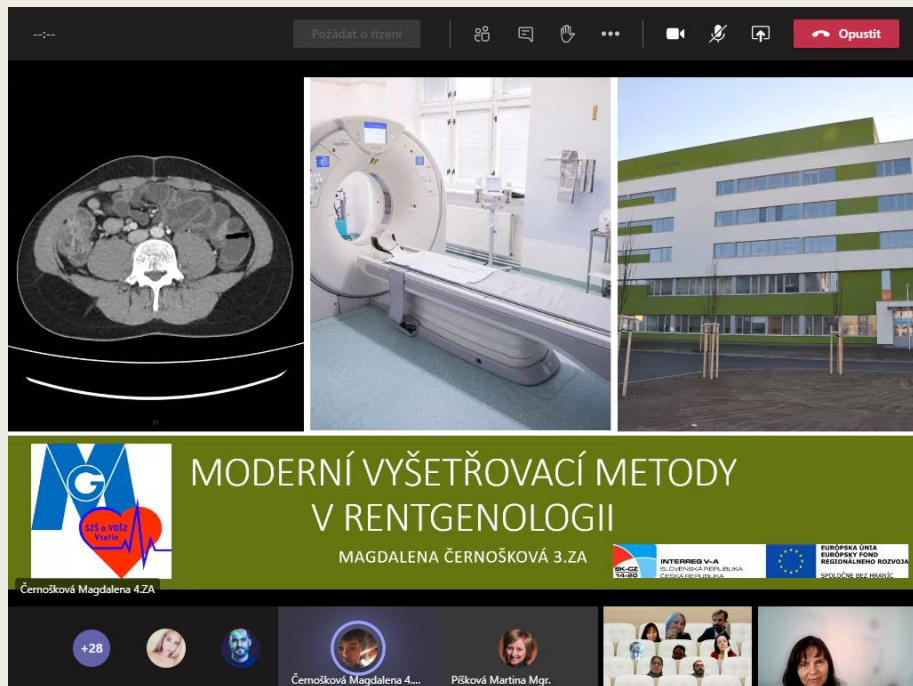 --:--
Požádat o řízení
Opustit
MG
SZŠ a VOŠZ
Vsetín
MODERNÍ VYŠETŘOVACÍ METODY
V RENTGENOLOGII
MAGDALENA ČERNOŠKOVÁ 3.ZA
SK-CZ
14-20
INTERREG V-A
SLOVENSKÁ REPUBLIKA
ČESKÁ REPUBLIKA
EURÓPSKA ÚNIA
EURÓPSKY FOND
REGIONÁLNEHO ROZVOJA
SPOLOČNE BEZ HRANÍC
Černošková Magdalena 4.ZA
+28
Černošková Magdalena 4....
Píšková Martina Mgr.